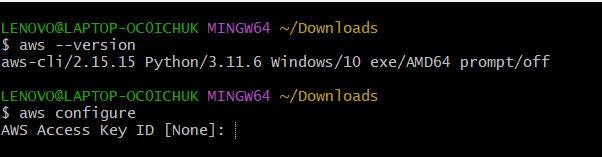 LENOVO@LAPTOP-OC0ICHUK MINGW64 ~/Downloads
$ aws --version
aws-cli/2.15.15 Python/3.11.6 Windows/10 exe/AMD64 prompt/off
LENOVO@LAPTOP-OC0ICHUK MINGW64 ~/Downloads
$ aws configure
AWS Access Key ID [None]: